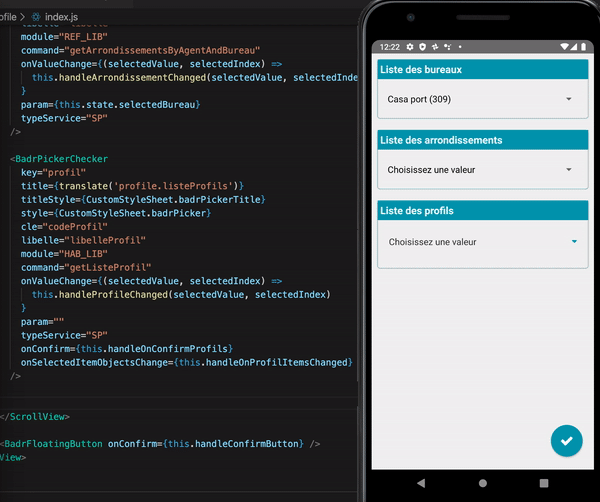 ofile > index.js
libelle="libelle"
module="REF_LIB"
command="getArrondissementsByAgentAndBureau"
onValueChange={(selectedValue, selectedIndex) =>
this.handleArrondissementChanged(selectedValue, selectedInde
}
param={this.state.selectedBureau}
typeService="SP"
/>
<BadrPickerChecker
key="profil"
title={translate('profile.listeProfils')}
titleStyle={CustomStyleSheet.badrPickerTitle}
style={CustomStyleSheet.badrPicker}
cle="codeProfil"
libelle="libelleProfil"
module="HAB_LIB"
command="getListeProfil"
onValueChange={(selectedValue, selectedIndex) =>
this.handleProfileChanged(selectedValue, selectedIndex)
}
param=""
typeService="SP"
onConfirm={this.handleOnConfirmProfils}
onSelectedItemObjectsChange={this.handleOnProfilItemsChanged}
/>
</ScrollView>
<BadrFloatingButton onConfirm={this.handleConfirmButton} />
View>
12:22
Liste des bureaux
Casa port (309)
Liste des arrondissements
Choisissez une valeur
Liste des profils
Choisissez une valeur